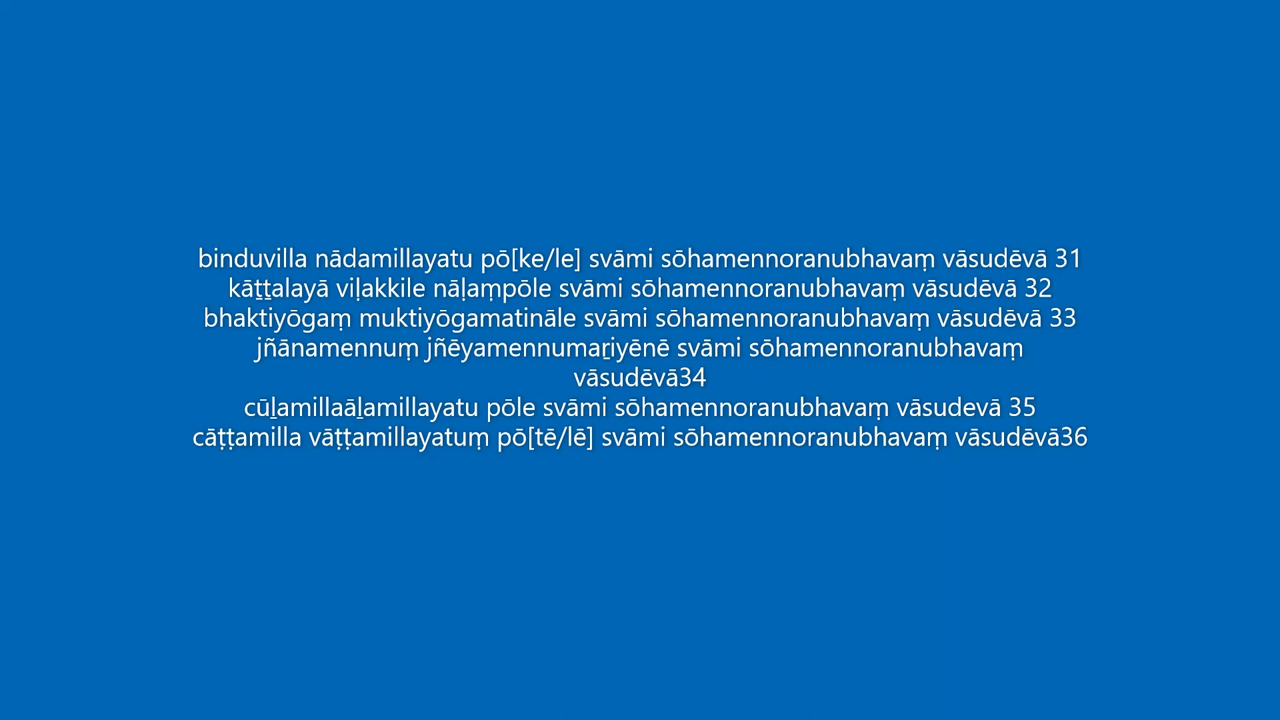 binduvilla nādamillayatu pō[ke/le] svāmi sōhamennoranubhavaṃ vāsudēvā 31
kāṯṯalayā viḷakkile nāḷaṃpōle svāmi sōhamennoranubhavaṃ vāsudēvā 32
bhaktiyōgaṃ muktiyōgamatināle svāmi sōhamennoranubhavaṃ vāsudēvā 33
jñānamennuṃ jñēyamennumaṟiyēnē svāmi sōhamennoranubhavaṃ
vāsudēvā34
cūḻamillaāḻamillayatu pōle svāmi sōhamennoranubhavaṃ vāsudevā 35
cāṭṭamilla vāṭṭamillayatuṃ pō[tē/lē] svāmi sōhamennoranubhavaṃ vāsudēvā36